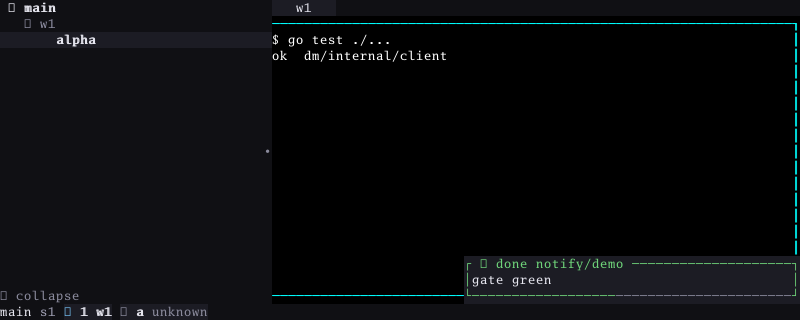 main
w1
alpha
collapse
main s1 1 w1 a unknown
w1
$ go test ./...
ok  dm/internal/client
done notify/demo
gate green